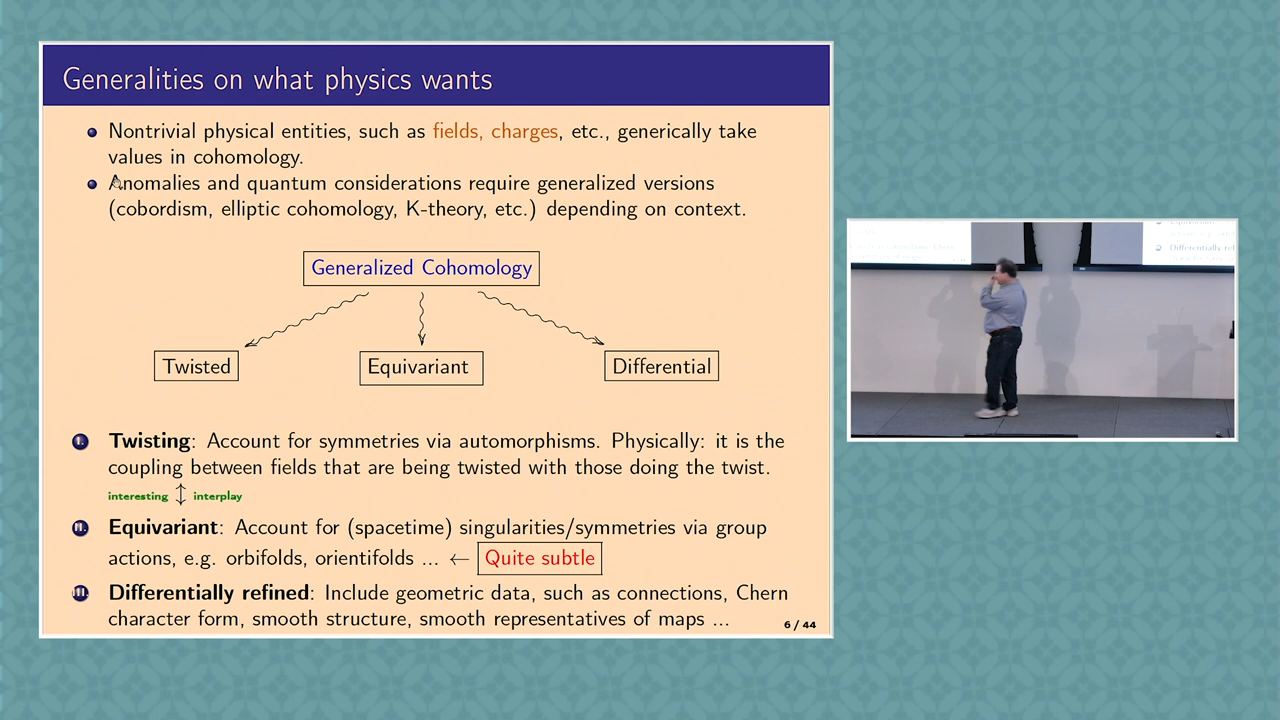 Generalities on what physics wants
Nontrivial physical entities, such as fields, charges, etc., generically take
values in cohomology.
Anomalies and quantum considerations require generalized versions
(cobordism, elliptic cohomology, K-theory, etc.) depending on context.
Generalized Cohomology
Twisted
Equivariant
Differential
I. Twisting: Account for symmetries via automorphisms. Physically: it is the
coupling between fields that are being twisted with those doing the twist.
interesting ↕ interplay
II. Equivariant: Account for (spacetime) singularities/symmetries via group
actions, e.g. orbifolds, orientifolds ... ← Quite subtle
III. Differentially refined: Include geometric data, such as connections, Chern
character form, smooth structure, smooth representatives of maps ...
6 / 44